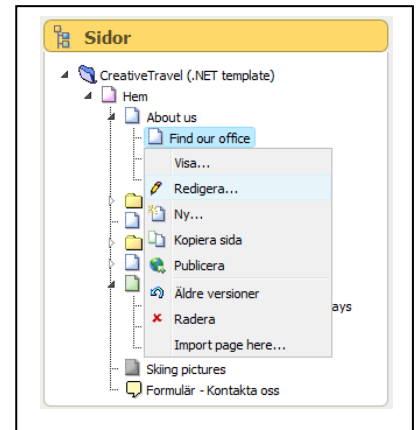 Sidor
CreativeTravel (.NET template)
Hem
About us
Find our office
Visa...
Redigera...
Ny...
Kopiera sida
Publicera
Äldre versioner
ays
Radera
Import page here...
Skiing pictures
Formulär - Kontakta oss